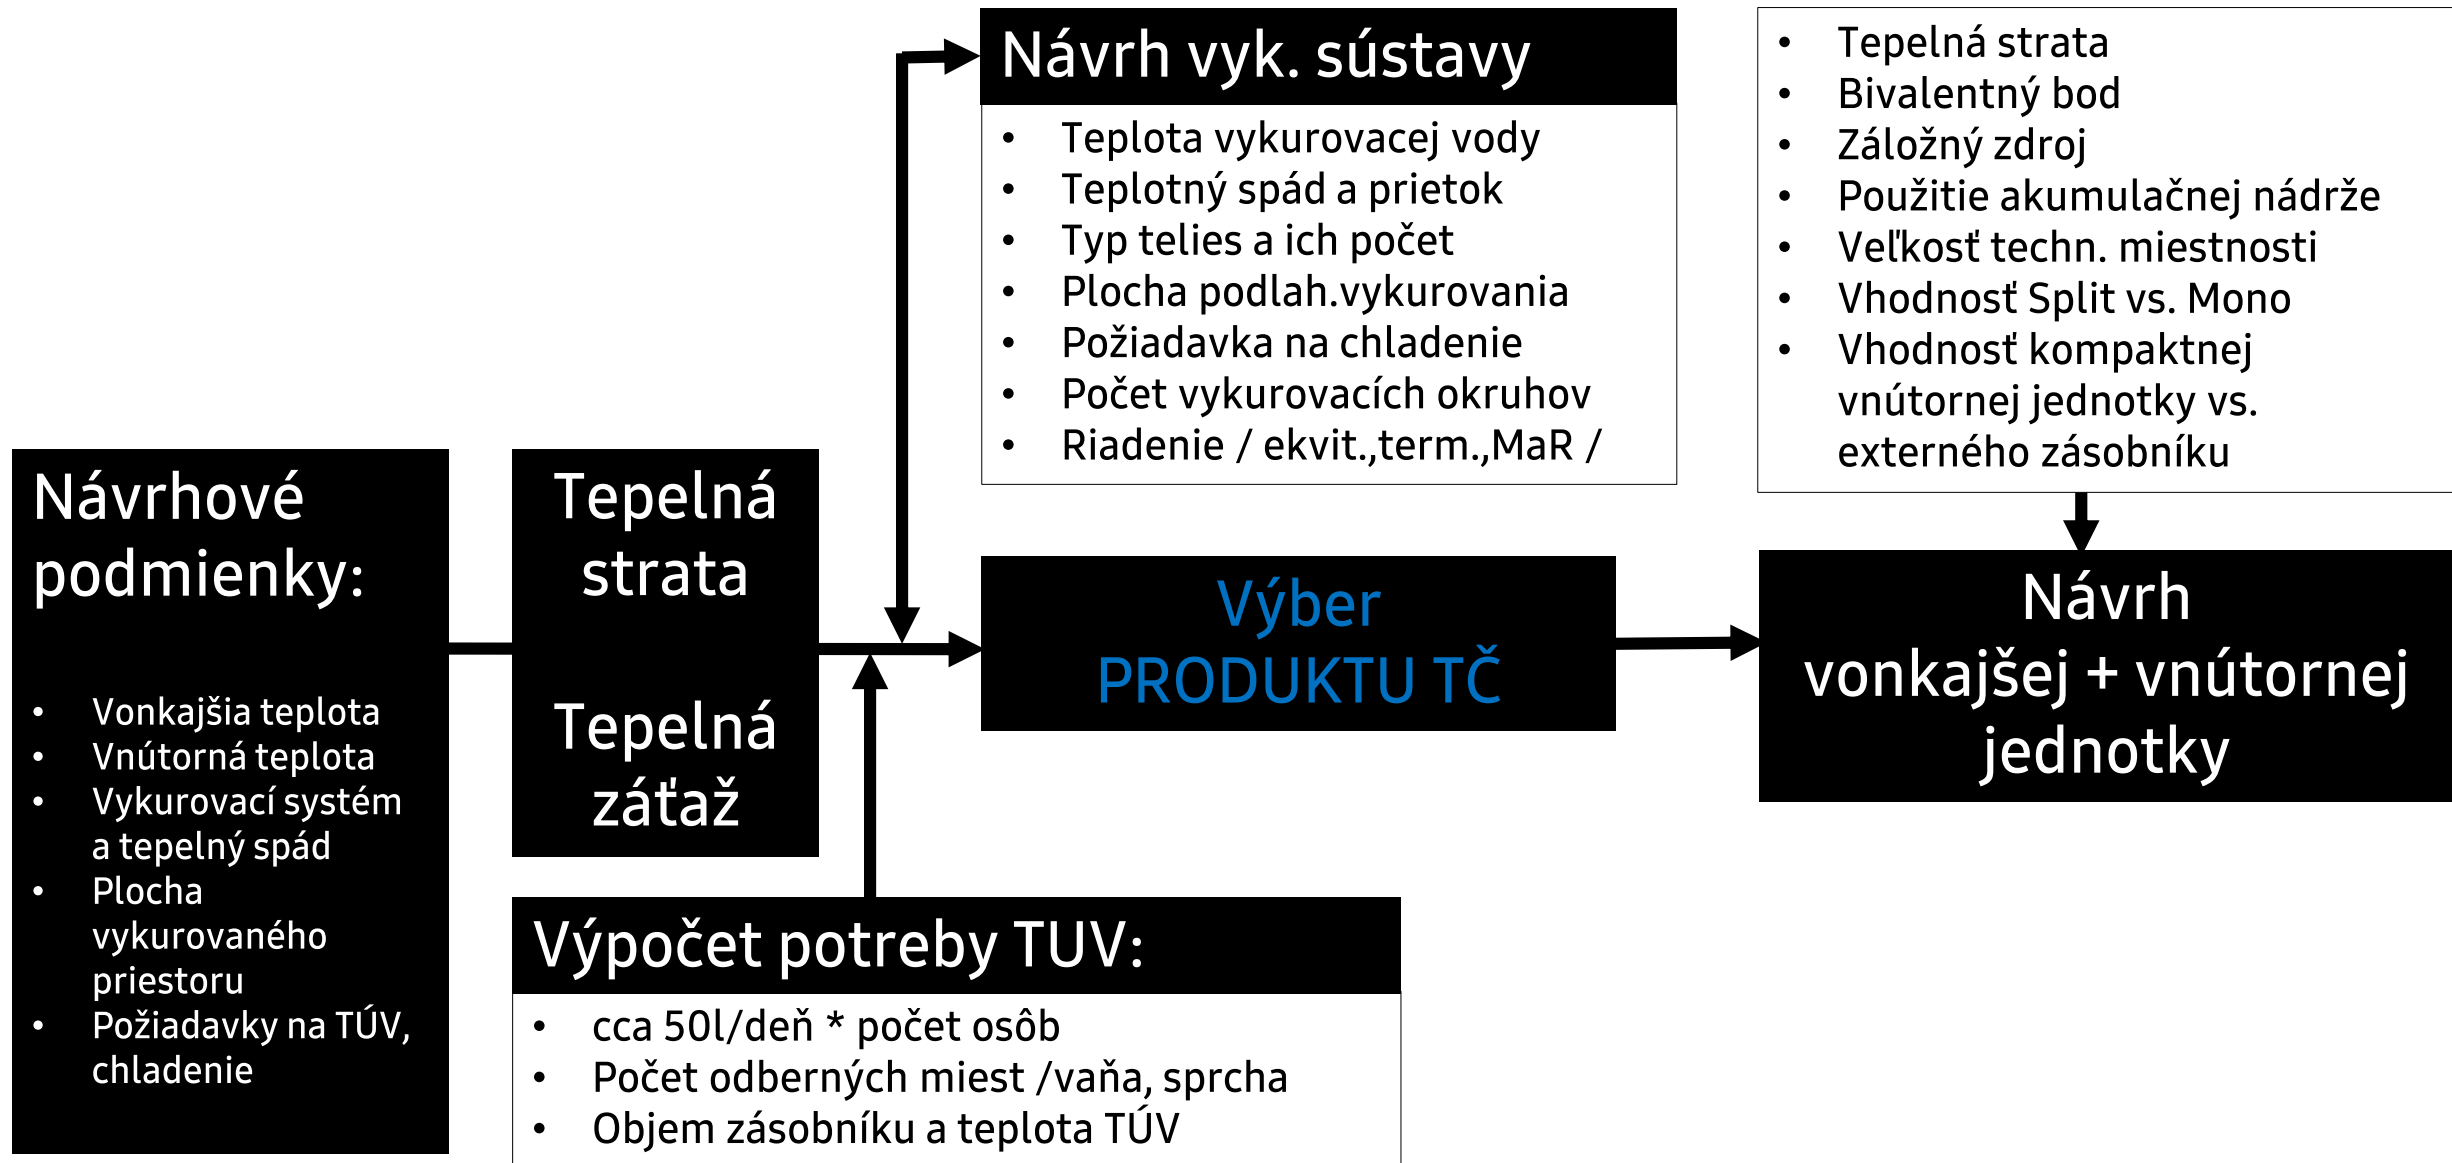 Návrh vyk. sústavy
• Teplota vykurovacej vody
• Teplotný spád a prietok
• Typ telies a ich počet
• Plocha podlah.vykurovania
• Požiadavka na chladenie
• Počet vykurovacích okruhov
• Riadenie / ekvit.,term.,MaR /
• Tepelná strata
• Bivalentný bod
• Záložný zdroj
• Použitie akumulačnej nádrže
• Veľkosť techn. miestnosti
• Vhodnosť Split vs. Mono
• Vhodnosť kompaktnej
vnútornej jednotky vs.
externého zásobníku
Návrhové
podmienky:
• Vonkajšia teplota
• Vnútorná teplota
• Vykurovací systém
a tepelný spád
• Plocha
vykurovaného
priestoru
• Požiadavky na TÚV,
chladenie
Tepelná
strata
Tepelná
záťaž
Výber
PRODUKTU TČ
Návrh
vonkajšej + vnútornej
jednotky
Výpočet potreby TUV:
• cca 50l/deň * počet osôb
• Počet odberných miest /vaňa, sprcha
• Objem zásobníku a teplota TÚV